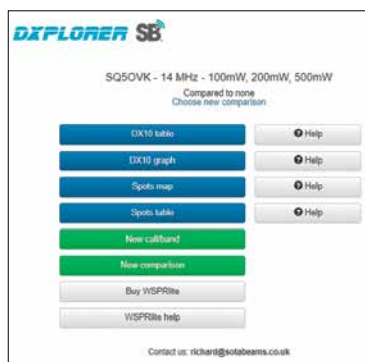 DXPLORER SB
SQ5OVK - 14 MHz - 100mW, 200mW, 500mW
Compared to none
Choose new comparison
DX10 table
Help
DX10 graph
Help
Spots map
Help
Spots table
Help
New call/band
New comparison
Buy WSPRlite
WSPRlite help
Contact us: richard@sotabeams.co.uk